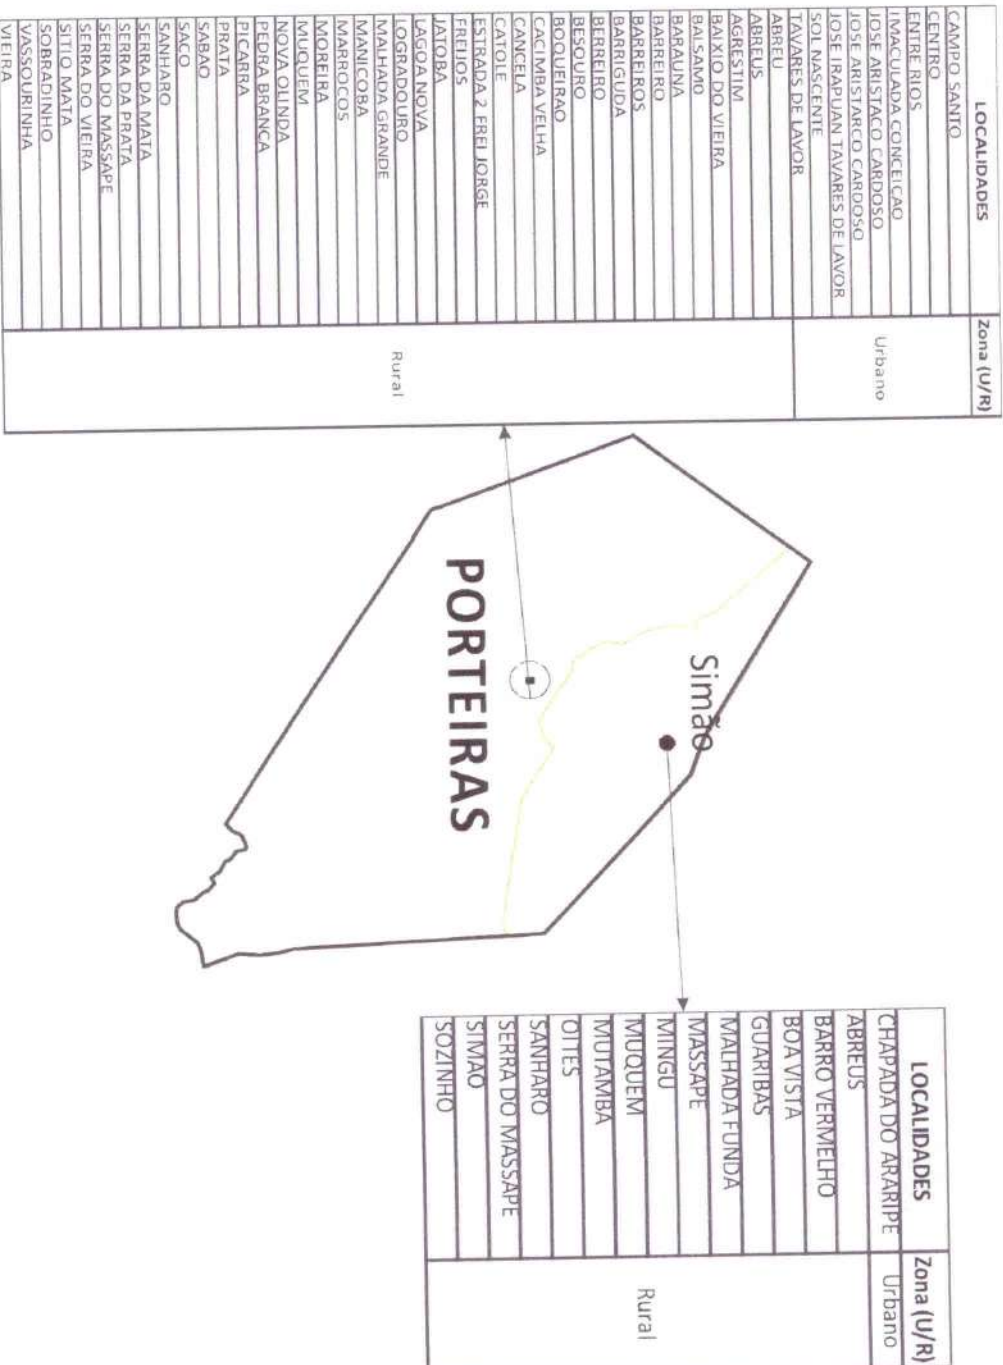 LOCALIDADES Zona (U/R)
CAMPO SANTO
CENTRO
ENTRE RIOS
IMACULADA CONCEICAO
JOSE ARISTACO CARDOSO
JOSE ARISTARCO CARDOSO
JOSE IRAPUAN TAVARES DE LAVOR
SOL NASCENTE
TAVARES DE LAVOR
Urbano
ABREU
ABREUS
AGRESTIM
BAIXIO DO VIEIRA
BALSAMO
BARAUNA
BARREIRO
BARREIROS
BARRIGUDA
BERREIRO
BESOURO
BOQUEIRAO
CACIMBA VELHA
CANCELA
CATOLE
ESTRADA 2 FREI JORGE
FREIJOS
JATOBA
LAGOA NOVA
LOGRADOURO
MALHADA GRANDE
MANICOBA
MARROCOS
MOREIRA
MUQUEM
NOVA OLINDA
PEDRA BRANCA
PICARRA
PRATA
SABAO
SACO
SANHARO
SERRA DA MATA
SERRA DA PRATA
SERRA DO MASSAPE
SERRA DO VIEIRA
SITIO MATA
SOBRADINHO
VASSOURINHA
VIEIRA
Rural
Simão
PORTEIRAS
LOCALIDADES Zona (U/R)
CHAPADA DO ARARIPE Urbano
ABREUS
BARRO VERMELHO
BOA VISTA
GUARIBAS
MALHADA FUNDA
MASSAPE
MINGU
MUQUEM
MUTAMBA
OITES
SANHARO
SERRA DO MASSAPE
SIMAO
SOZINHO
Rural